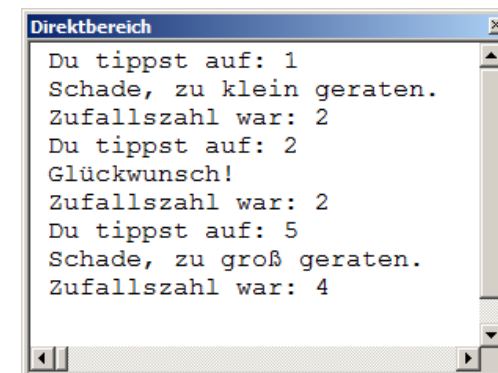 Direktbereich
Du tippst auf: 1
Schade, zu klein geraten.
Zufallszahl war: 2
Du tippst auf: 2
Glückwunsch!
Zufallszahl war: 2
Du tippst auf: 5
Schade, zu groß geraten.
Zufallszahl war: 4